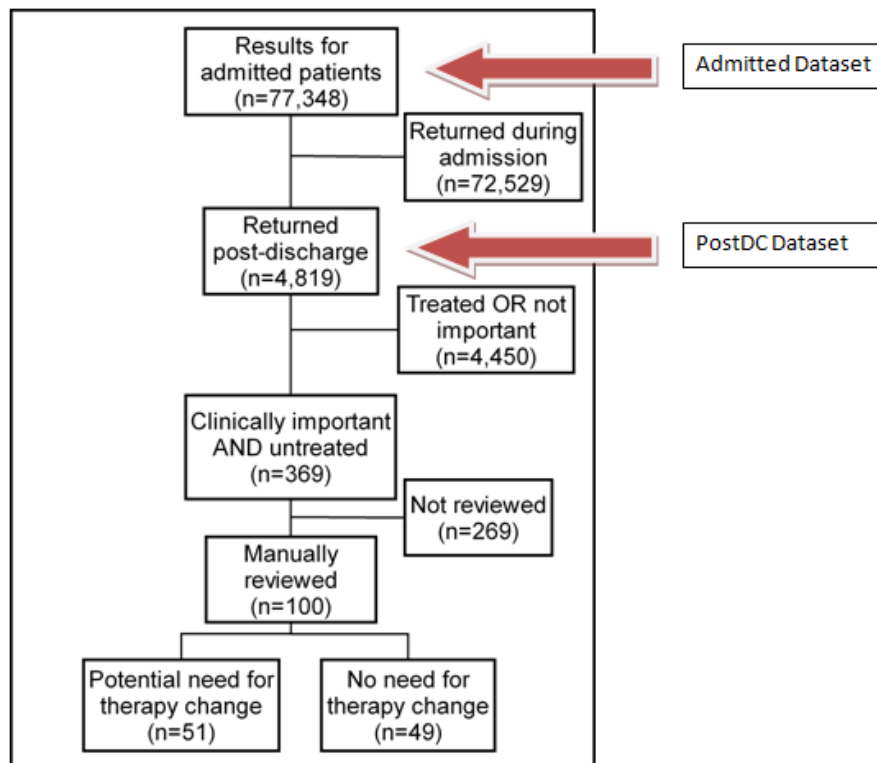 Results for
admitted patients
(n=77,348)
Admitted Dataset
Returned during
admission
(n=72,529)
Returned
post-discharge
(n=4,819)
PostDC Dataset
Treated OR not
important
(n=4,450)
Clinically important
AND untreated
(n=369)
Not reviewed
(n=269)
Manually
reviewed
(n=100)
Potential need for
therapy change
(n=51)
No need for
therapy change
(n=49)